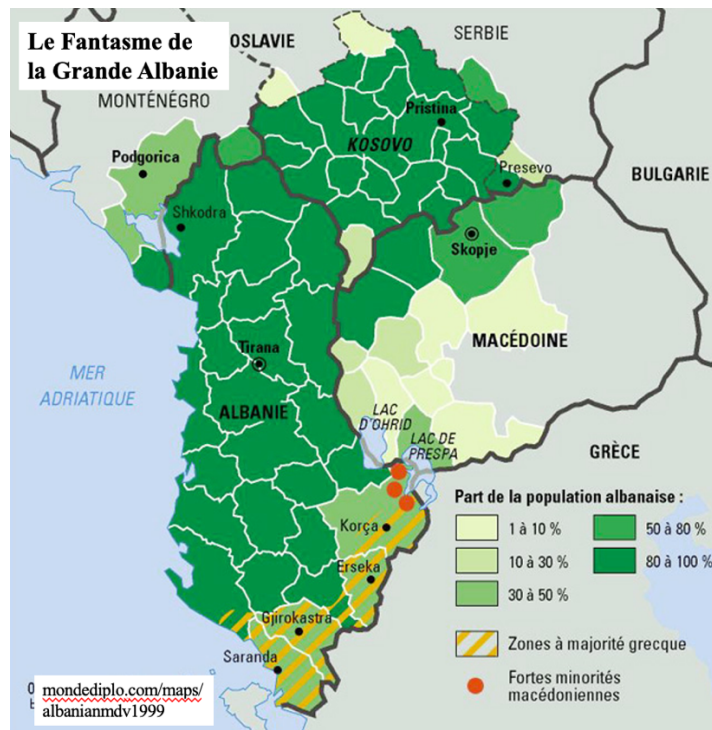 Le Fantasme de
la Grande Albanie
OSLAVIE
SERBIE
MONTÉNÉGRO
Pristina
KOSOVO
Podgorica
Presevo
BULGARIE
Shkodra
Skopje
MACÉDOINE
Tirana
MER
ADRIATIQUE
ALBANIE
LAC
D'OHRID
LAC DE
PRESPA
GRÈCE
Korça
Erseka
Gjirokastra
Saranda
Part de la population albanaise :
1 à 10 %
50 à 80 %
10 à 30 %
80 à 100 %
30 à 50 %
Zones à majorité grecque
Fortes minorités
macédoniennes
mondediplo.com/maps/
albanianmdv1999